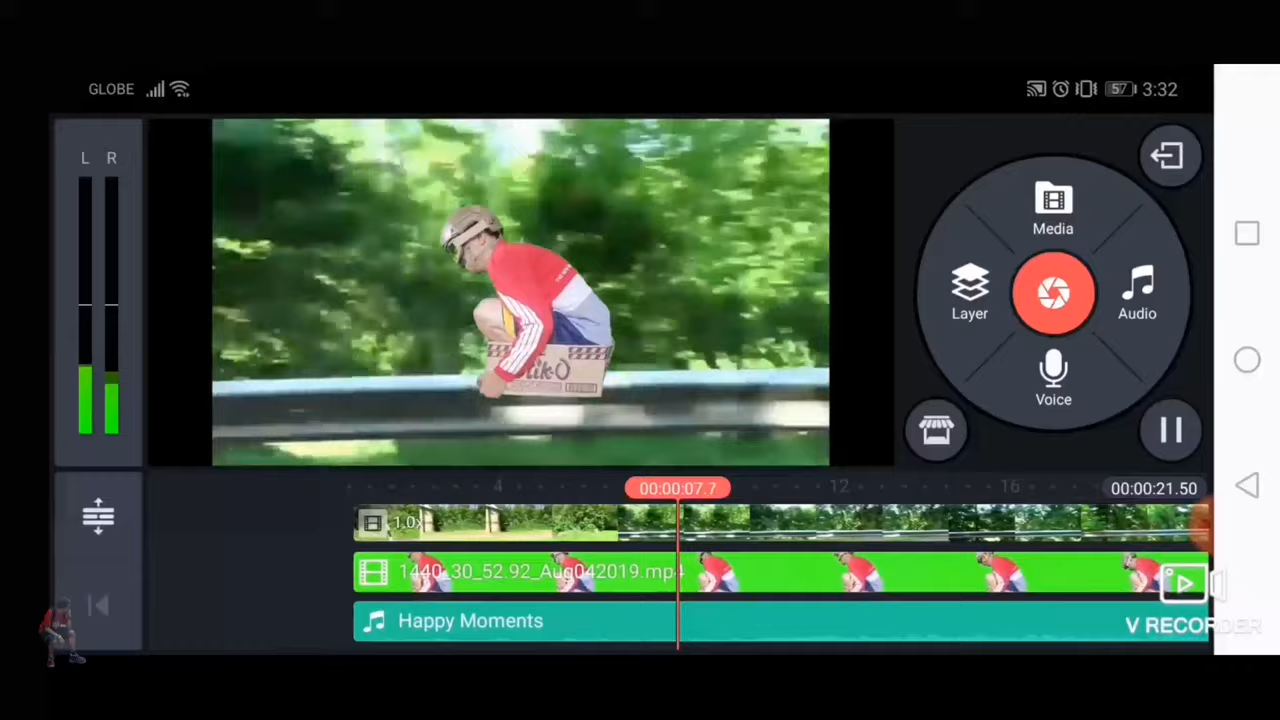 GLOBE
57
3:32
L R
Media
Layer
Audio
Voice
4
12
16
00:00:07.7
00:00:21.50
1.0x
1440_30_52.92_Aug042019.mp4
Happy Moments
V RECORDER